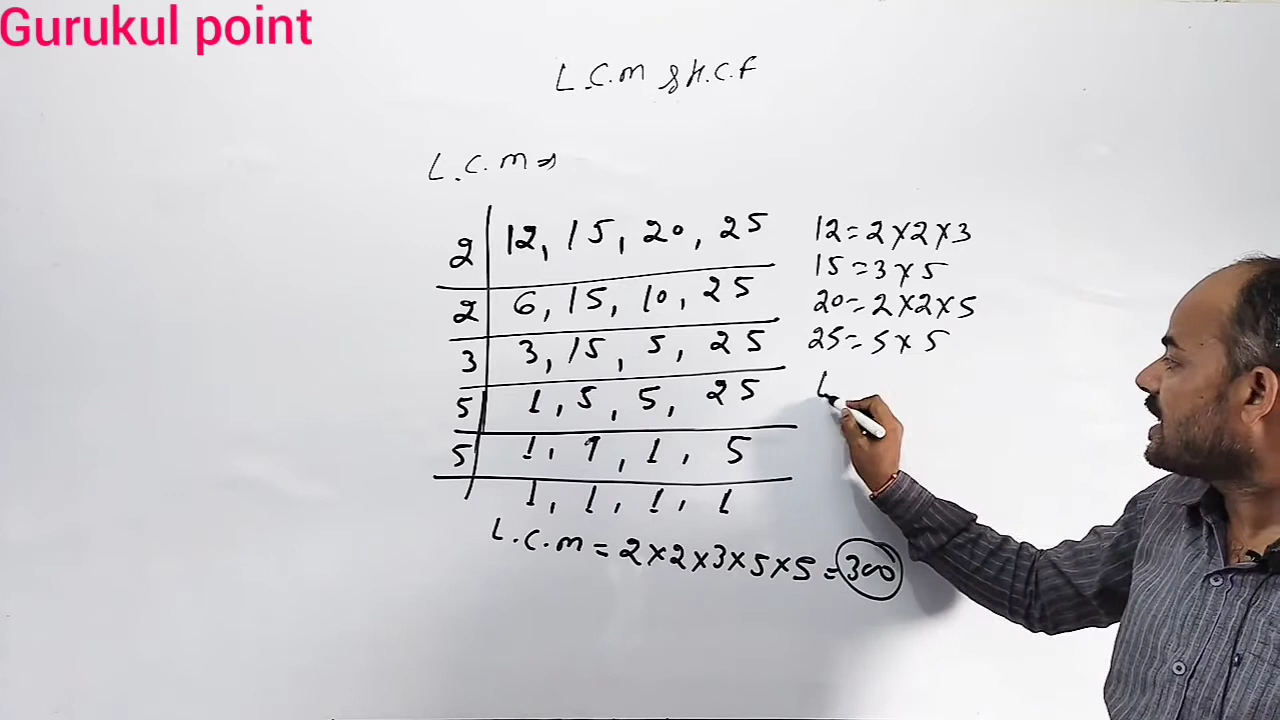 Gurukul point
L.C.M & H.C.F
L.C.M ⇒
2 | 12, 15, 20, 25
2 | 6, 15, 10, 25
3 | 3, 15, 5, 25
5 | 1, 5, 5, 25
5 | 1, 1, 1, 5
1, 1, 1, 1
L.C.M = 2×2×3×5×5 = 300
12 = 2×2×3
15 = 3×5
20 = 2×2×5
25 = 5×5
L